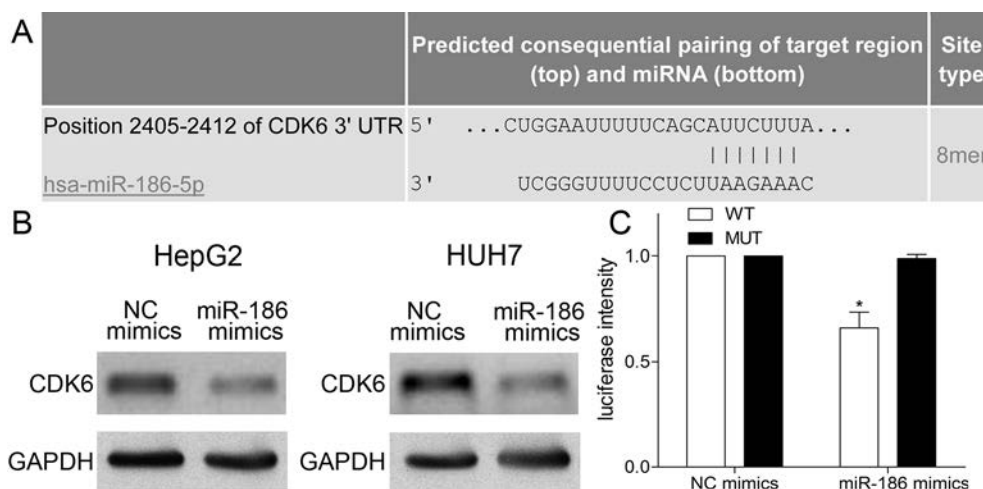 A
Predicted consequential pairing of target region
(top) and miRNA (bottom)
Site
type
Position 2405-2412 of CDK6 3' UTR
5' ...CUGGAAUUUUUCAGCAUUCUUUA...
hsa-miR-186-5p
3' UCGGGUUUUCCUCUUAAGAAAC
8mer
B
HepG2
HUH7
NC
mimics
miR-186
mimics
NC
mimics
miR-186
mimics
CDK6
CDK6
GAPDH
GAPDH
C
WT
MUT
luciferase intensity
1.0
0.5
0.0
*
NC mimics
miR-186 mimics